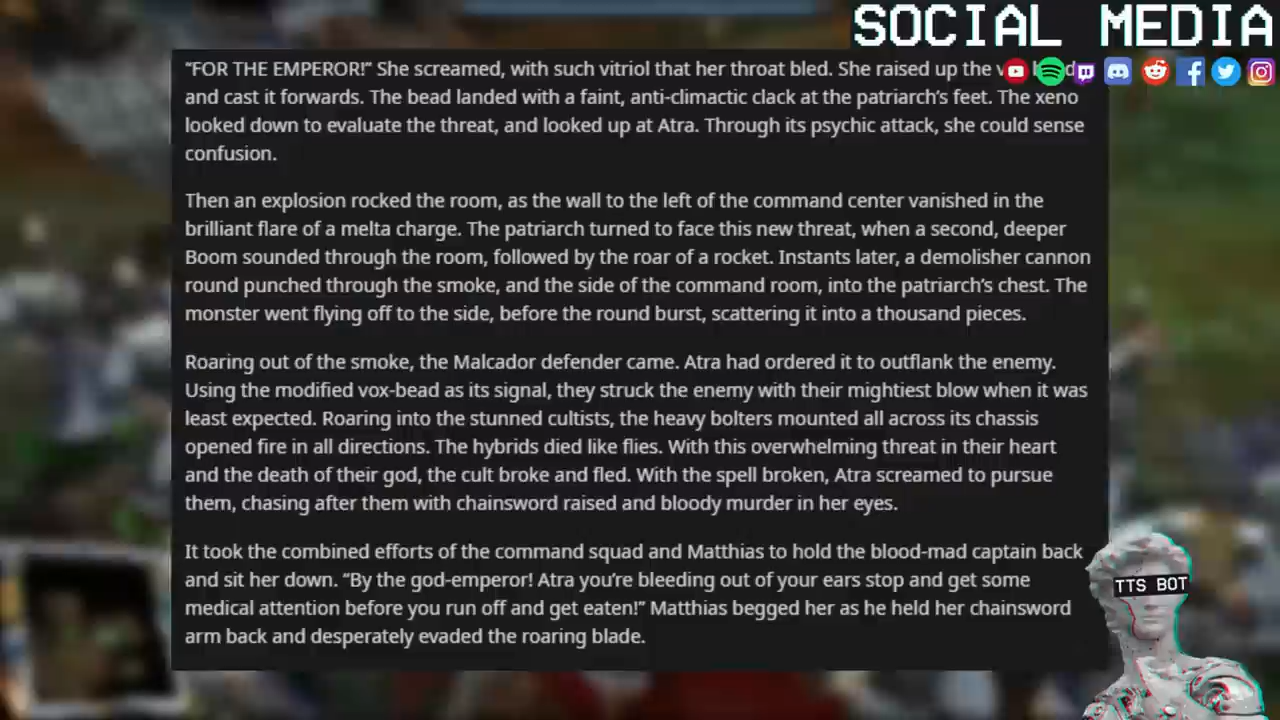 SOCIAL MEDIA
“FOR THE EMPEROR!” She screamed, with such vitriol that her throat bled. She raised up the
and cast it forwards. The bead landed with a faint, anti-climactic clack at the patriarch’s feet. The xeno
looked down to evaluate the threat, and looked up at Atra. Through its psychic attack, she could sense
confusion.
Then an explosion rocked the room, as the wall to the left of the command center vanished in the
brilliant flare of a melta charge. The patriarch turned to face this new threat, when a second, deeper
Boom sounded through the room, followed by the roar of a rocket. Instants later, a demolisher cannon
round punched through the smoke, and the side of the command room, into the patriarch’s chest. The
monster went flying off to the side, before the round burst, scattering it into a thousand pieces.
Roaring out of the smoke, the Malcador defender came. Atra had ordered it to outflank the enemy.
Using the modified vox-bead as its signal, they struck the enemy with their mightiest blow when it was
least expected. Roaring into the stunned cultists, the heavy bolters mounted all across its chassis
opened fire in all directions. The hybrids died like flies. With this overwhelming threat in their heart
and the death of their god, the cult broke and fled. With the spell broken, Atra screamed to pursue
them, chasing after them with chainsword raised and bloody murder in her eyes.
It took the combined efforts of the command squad and Matthias to hold the blood-mad captain back
and sit her down. “By the god-emperor! Atra you’re bleeding out of your ears stop and get some
medical attention before you run off and get eaten!” Matthias begged her as he held her chainsword
arm back and desperately evaded the roaring blade.
TTS BOT